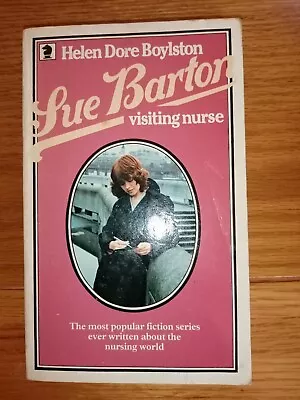 Helen Dore Boylston
Sue Barton
visiting nurse
The most popular fiction series
ever written about the
nursing world